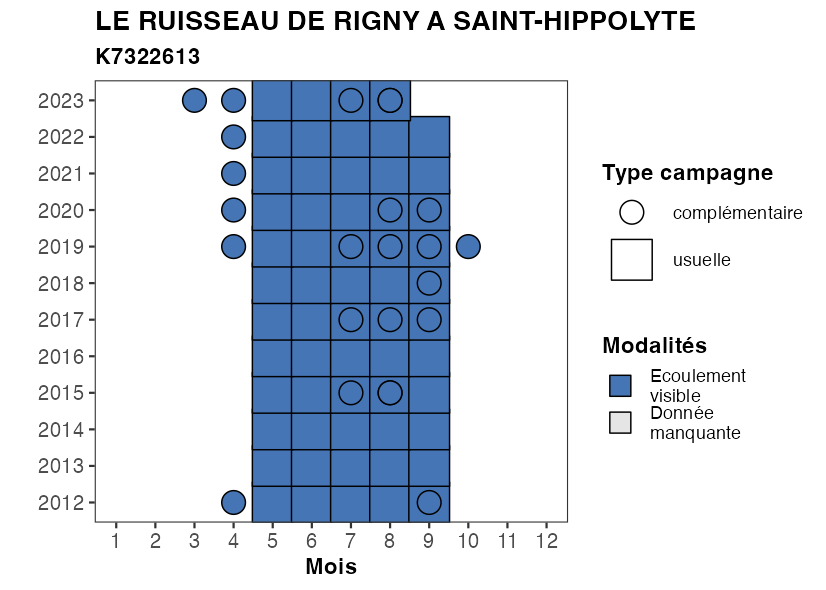 LE RUISSEAU DE RIGNY A SAINT-HIPPOLYTE
K7322613
2023
2022
2021
2020
2019
2018
2017
2016
2015
2014
2013
2012
1 2 3 4 5 6 7 8 9 10 11 12
Mois
Type campagne
complémentaire
usuelle
Modalités
Ecoulement
visible
Donnée
manquante